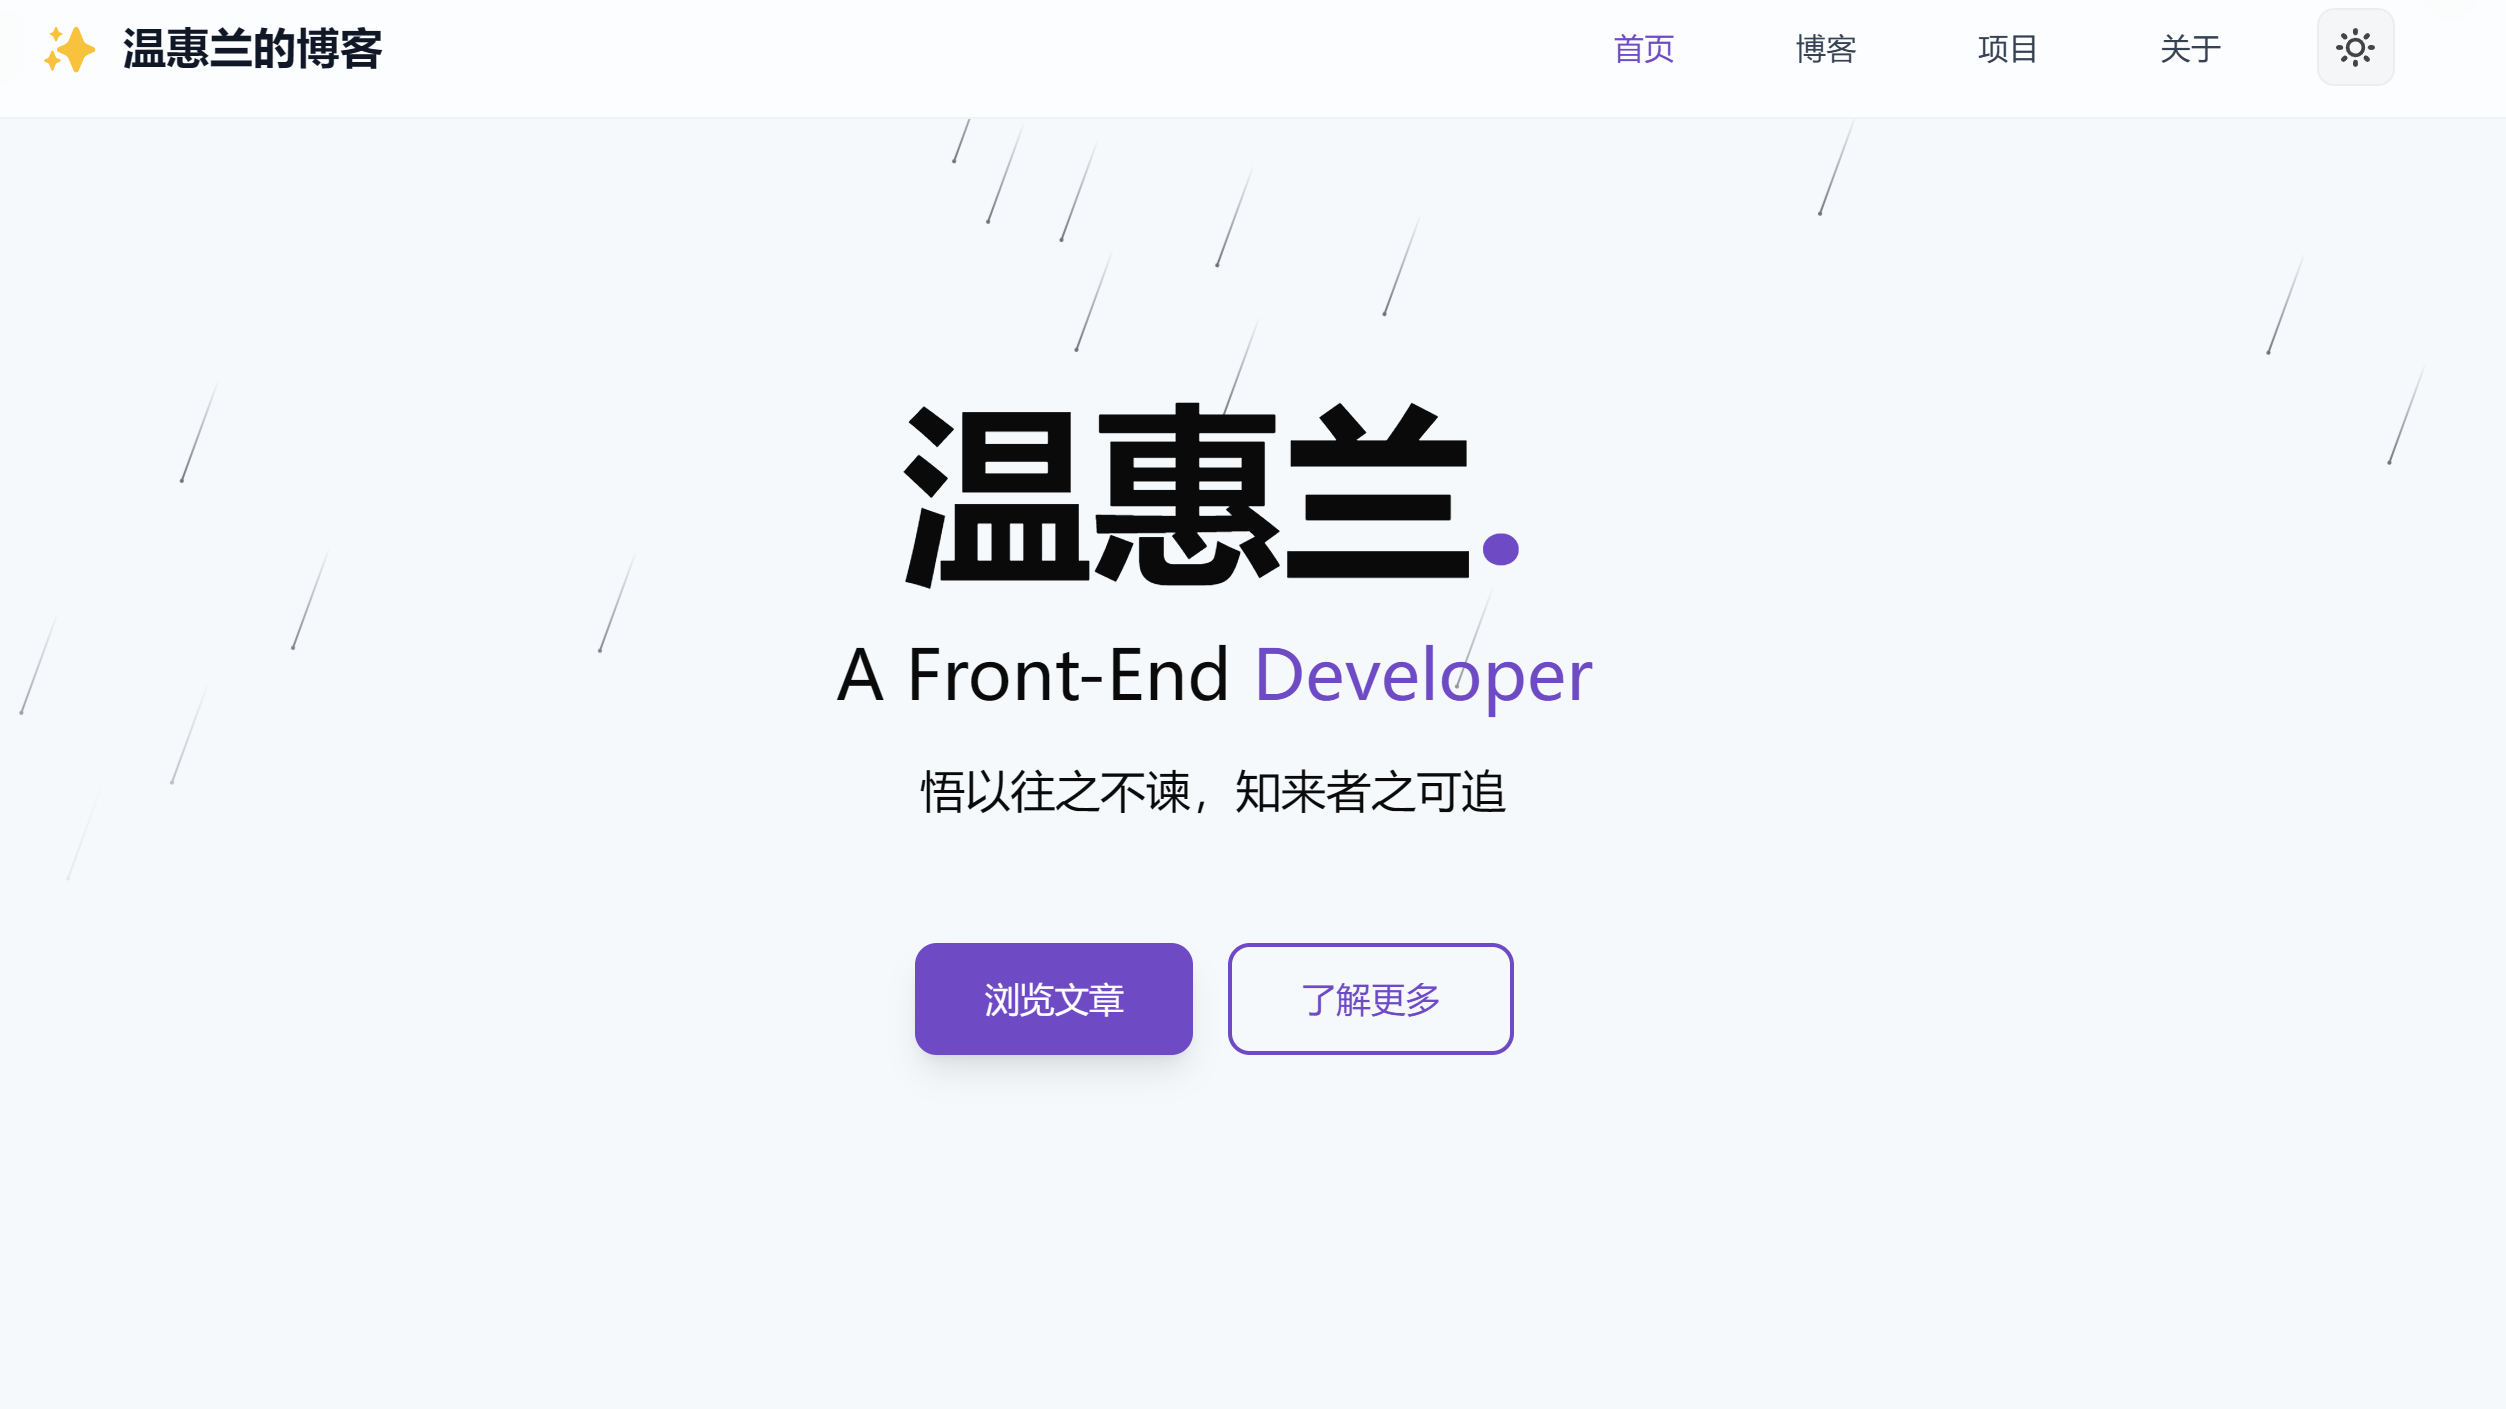 温惠兰的博客
首页
博客
项目
关于
温惠兰.
A Front-End Developer
悟以往之不谏，知来者之可追
浏览文章
了解更多